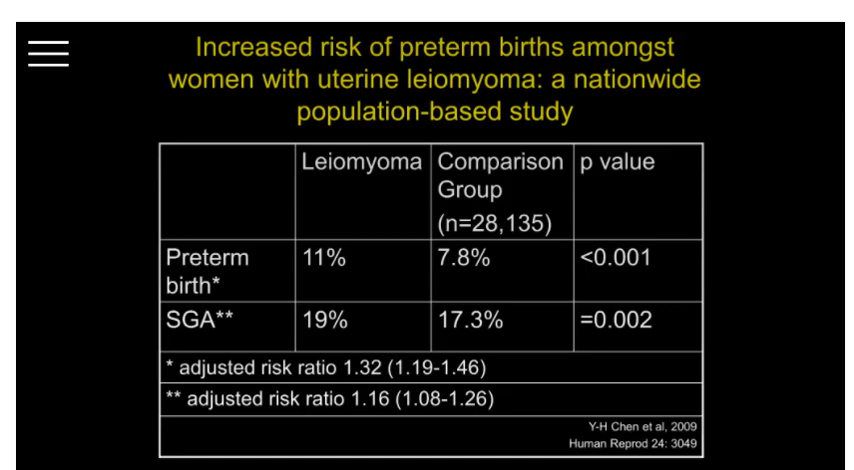 Increased risk of preterm births amongst
women with uterine leiomyoma: a nationwide
population-based study
Leiomyoma
Comparison
Group
(n=28,135)
p value
Preterm
birth*
11%
7.8%
<0.001
SGA**
19%
17.3%
=0.002
* adjusted risk ratio 1.32 (1.19-1.46)
** adjusted risk ratio 1.16 (1.08-1.26)
Y-H Chen et al, 2009
Human Reprod 24: 3049